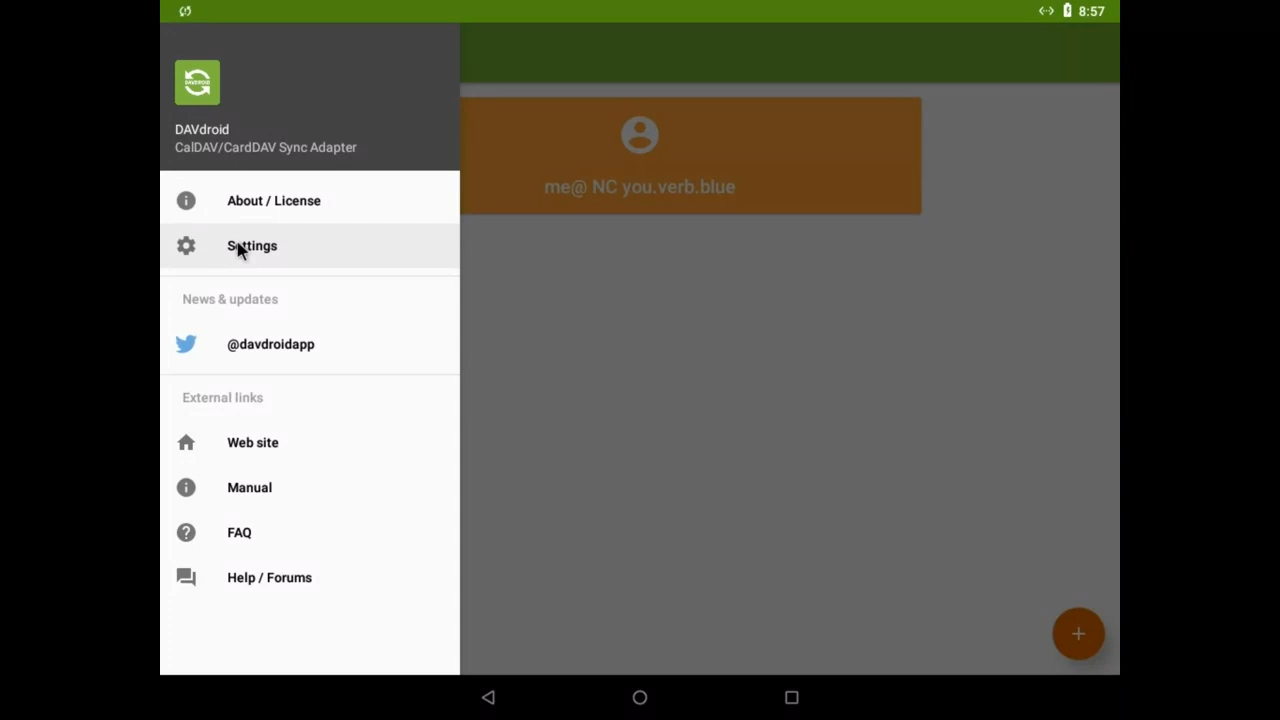 8:57
DAVDROID
DAVdroid
CalDAV/CardDAV Sync Adapter
me@ NC you.verb.blue
About / License
Settings
News & updates
@davdroidapp
External links
Web site
Manual
FAQ
Help / Forums